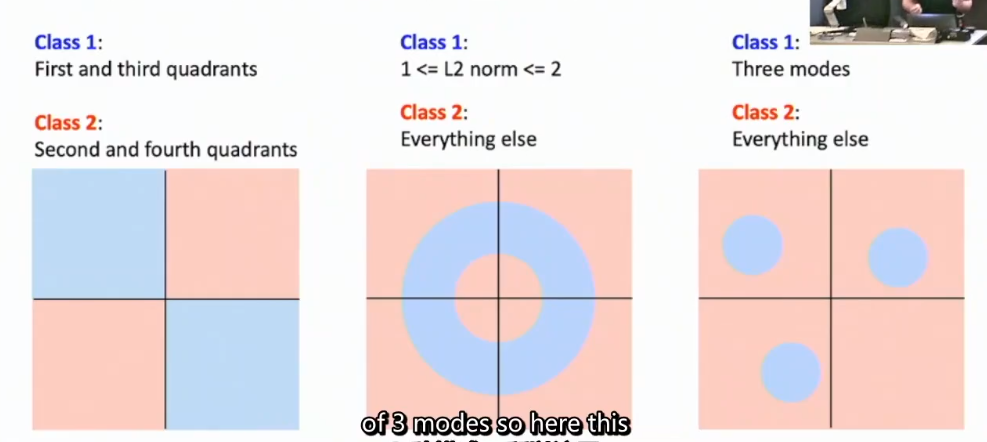 Class 1:
First and third quadrants
Class 2:
Second and fourth quadrants
Class 1:
1 <= L2 norm <= 2
Class 2:
Everything else
Class 1:
Three modes
Class 2:
Everything else
of 3 modes so here this